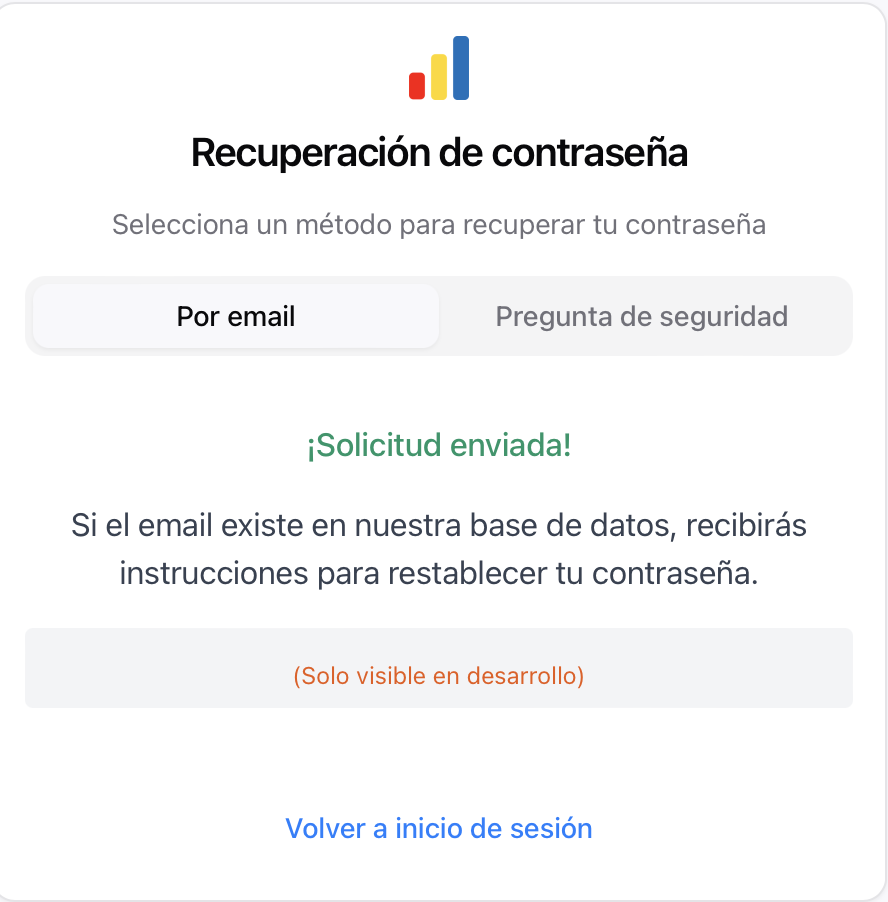 Recuperación de contraseña
Selecciona un método para recuperar tu contraseña
Por email
Pregunta de seguridad
¡Solicitud enviada!
Si el email existe en nuestra base de datos, recibirás
instrucciones para restablecer tu contraseña.
(Solo visible en desarrollo)
Volver a inicio de sesión